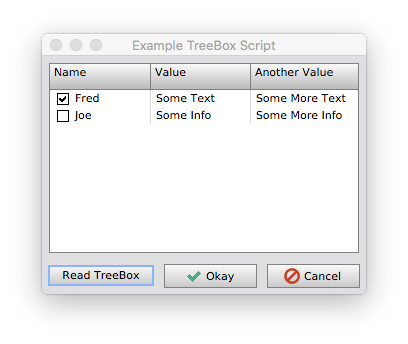 Example TreeBox Script
Name Value Another Value
Fred Some Text Some More Text
Joe Some Info Some More Info
Read TreeBox Okay Cancel